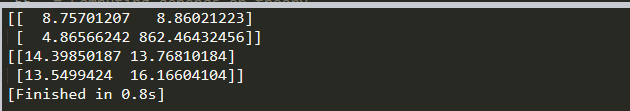 [[  8.75701207   8.86021223]
 [  4.86566242 862.46432456]]
[[14.39850187 13.76810184]
 [13.5499424  16.16604104]]
[Finished in 0.8s]